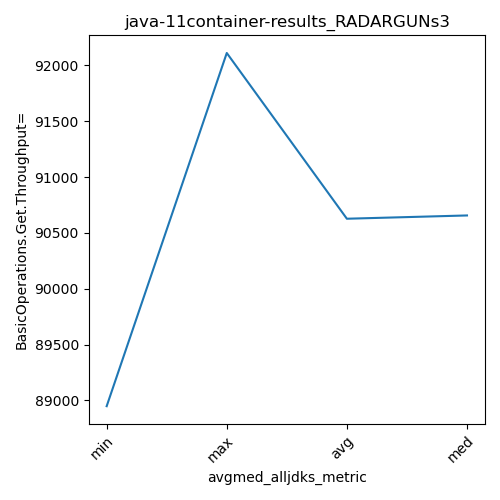 java-11container-results_RADARGUNs3
BasicOperations.Get.Throughput=
92000
91500
91000
90500
90000
89500
89000
min
max
avg
med
avgmed_alljdks_metric